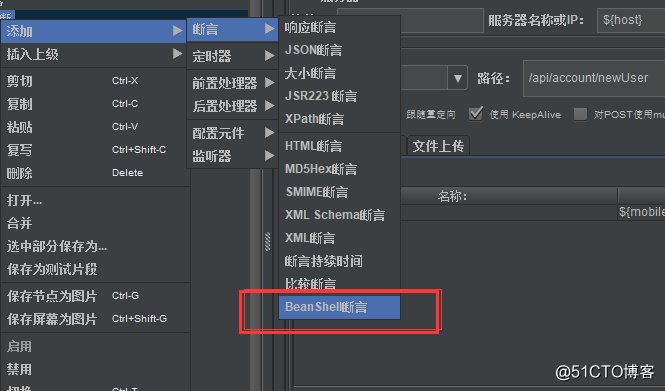 添加
插入上级
剪切 Ctrl-X
复制 Ctrl-C
粘贴 Ctrl-V
复写 Ctrl+Shift-C
删除 Delete
打开...
合并
选中部分保存为...
保存为测试片段
保存节点为图片 Ctrl-G
保存屏幕为图片 Ctrl+Shift-G
启用
禁用
切换 Ctrl-T
断言
定时器
前置处理器
后置处理器
配置元件
监听器
响应断言
JSON断言
大小断言
JSR223 断言
XPath断言
HTML断言
MD5Hex断言
SMIME断言
XML Schema断言
XML断言
断言持续时间
比较断言
BeanShell断言
服务器名称或IP: ${host}
路径: /api/account/newUser
跟随重定向 使用 KeepAlive 对POST使用mu
文件上传
名称:
${mobile
@51CTO博客